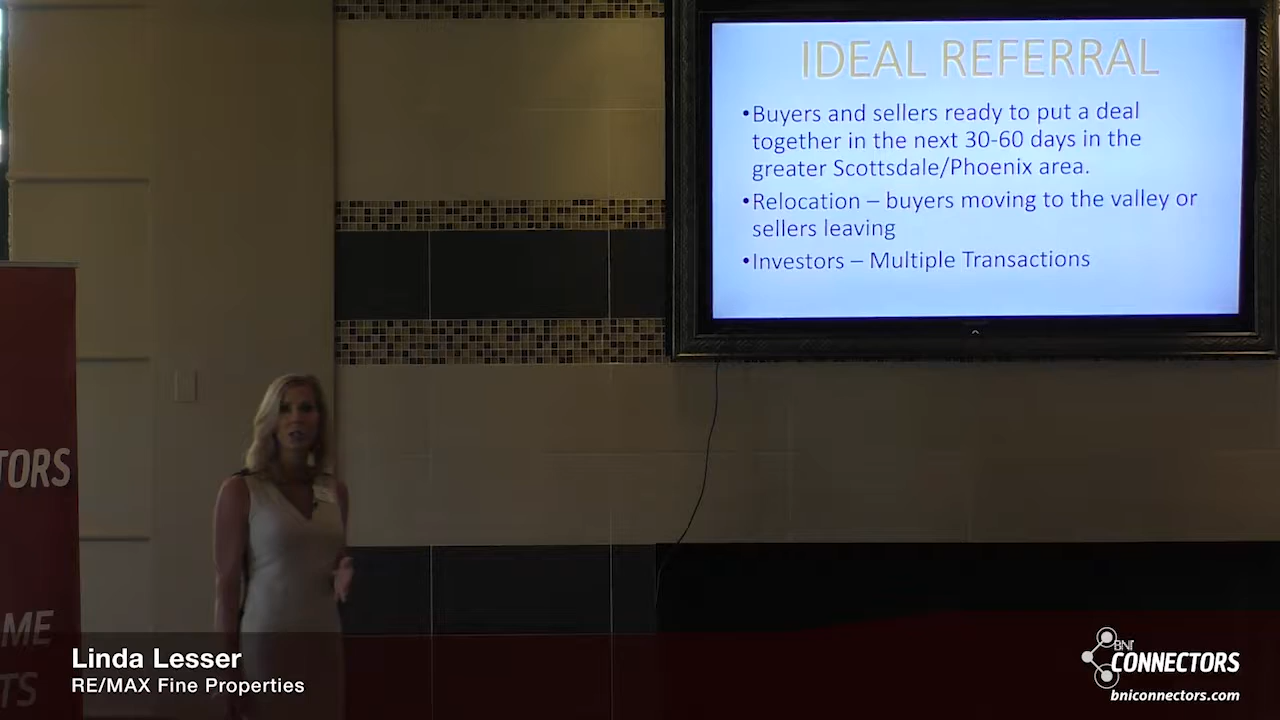 IDEAL REFERRAL
•Buyers and sellers ready to put a deal
together in the next 30-60 days in the
greater Scottsdale/Phoenix area.
•Relocation – buyers moving to the valley or
sellers leaving
•Investors – Multiple Transactions
TORS
ME
TS
Linda Lesser
RE/MAX Fine Properties
BNI
CONNECTORS
bniconnectors.com